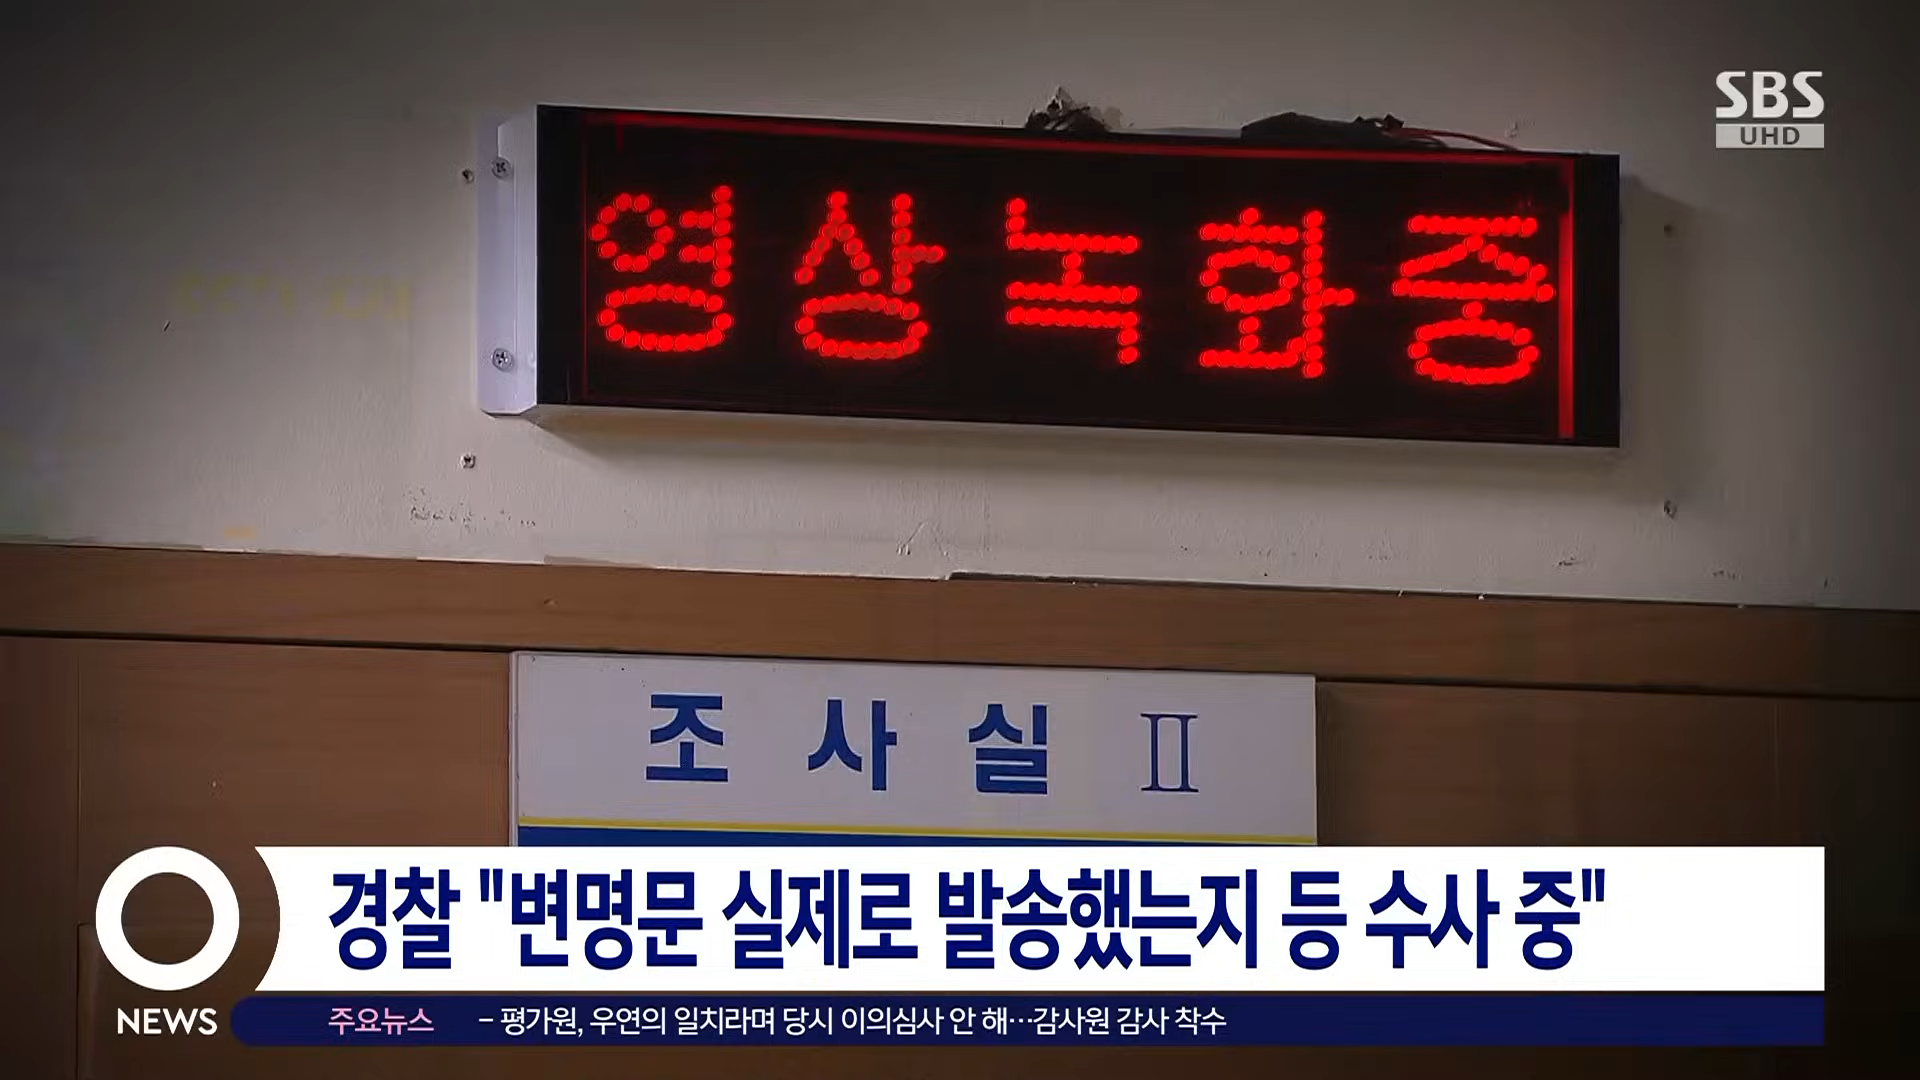 SBS
UHD
영상녹화중
조사실 Ⅱ
경찰 "변명문 실제로 발송했는지 등 수사 중"
NEWS
주요뉴스 - 평가원, 우연의 일치라며 당시 이의심사 안 해…감사원 감사 착수